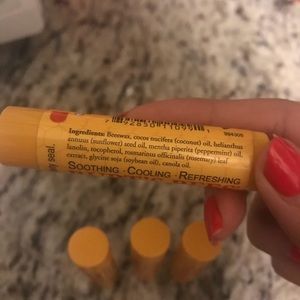 994305
Ingredients: Beeswax, cocos nucifera (coconut) oil, helianthus
annuus (sunflower) seed oil, mentha piperita (peppermint) oil,
lanolin, tocopherol, rosmarinus officinalis (rosemary) leaf
extract, glycine soja (soybean) oil, canola oil.
SOOTHING · COOLING · REFRESHING
seal.